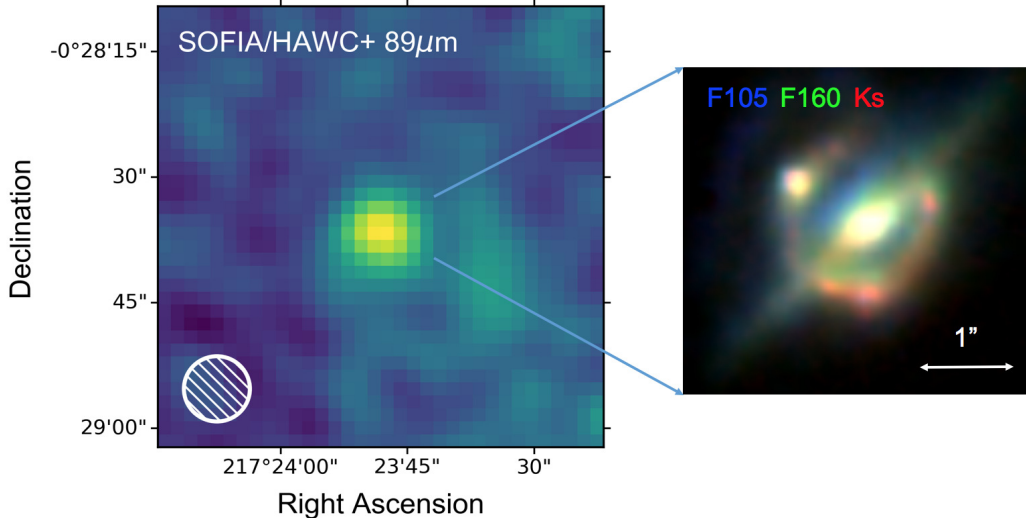 SOFIA/HAWC+ 89μm
-0°28'15"
30"
45"
29'00"
Declination
217°24'00" 23'45" 30"
Right Ascension
F105 F160 Ks
1”